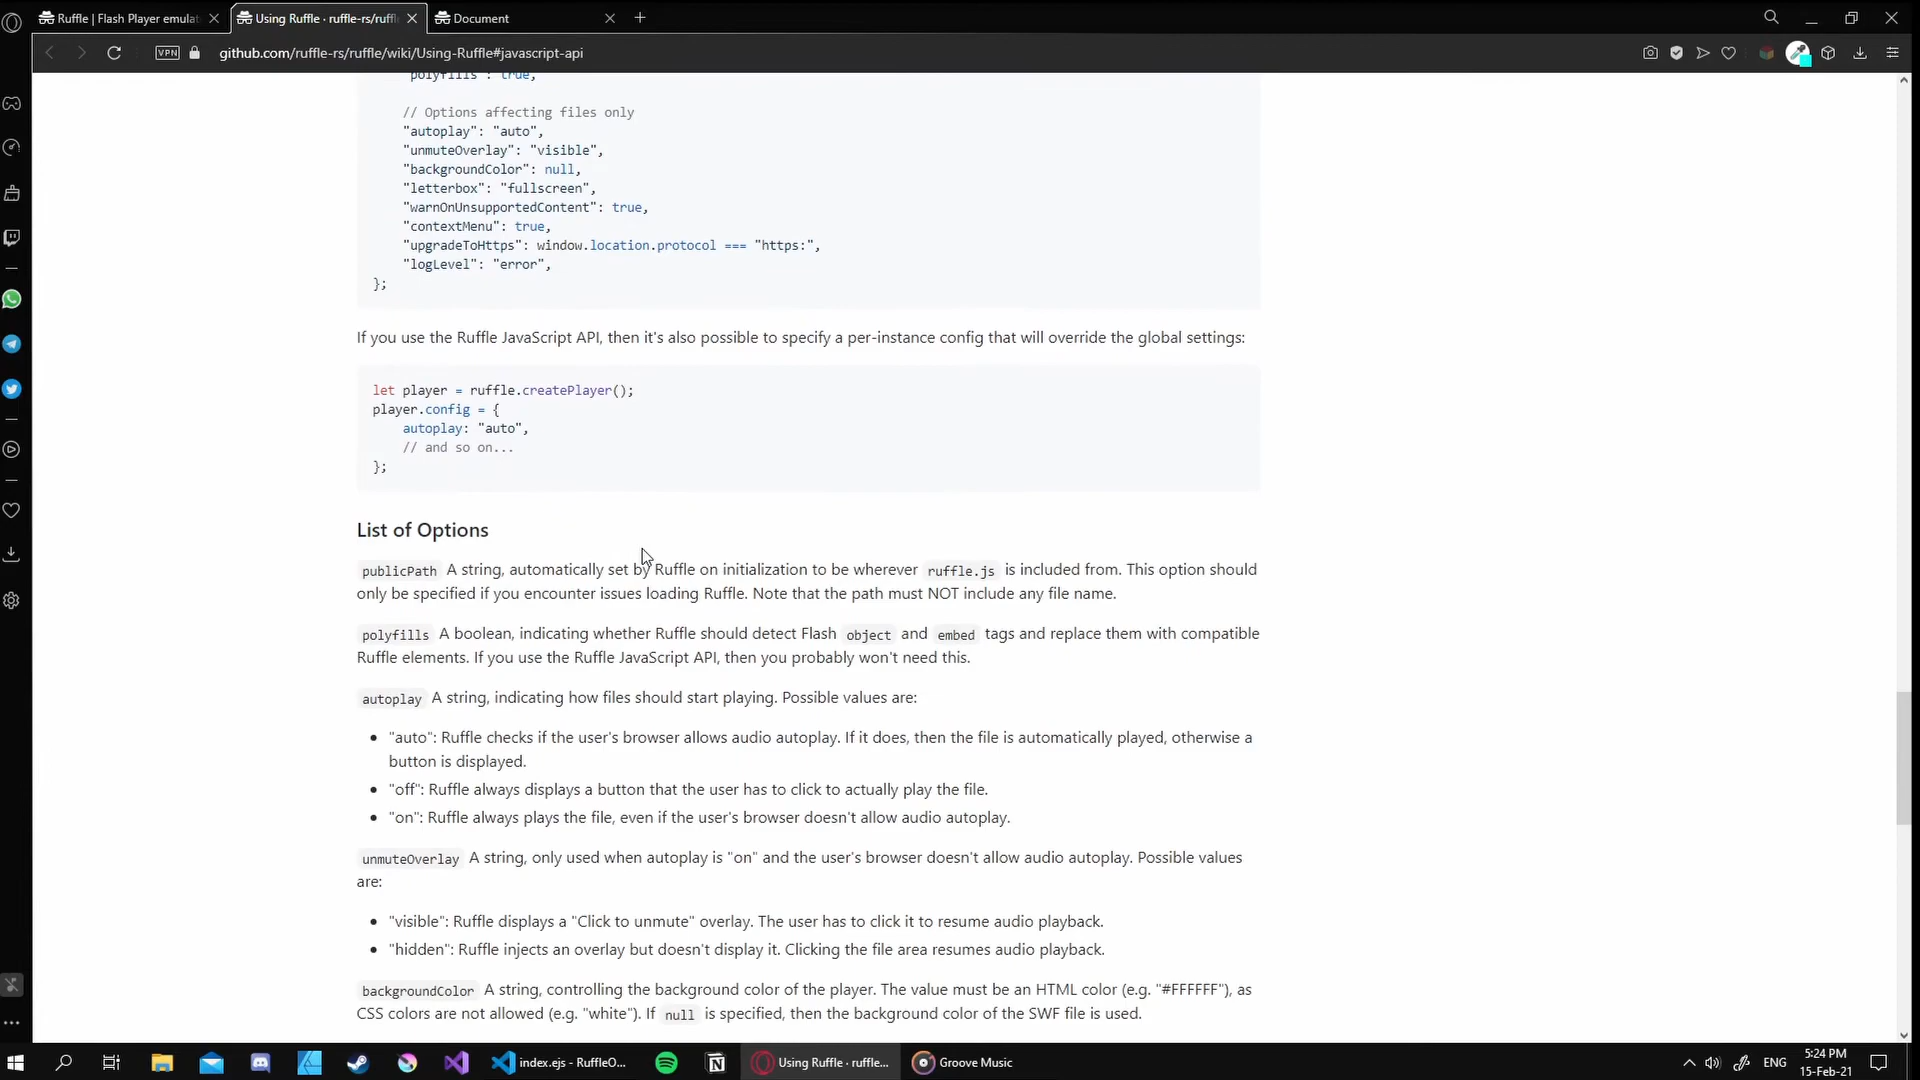 Ruffle | Flash Player emulat
Using Ruffle · ruffle-rs/ruffl
Document
VPN
github.com/ruffle-rs/ruffle/wiki/Using-Ruffle#javascript-api
"polyfills": true,
// Options affecting files only
"autoplay": "auto",
"unmuteOverlay": "visible",
"backgroundColor": null,
"letterbox": "fullscreen",
"warnOnUnsupportedContent": true,
"contextMenu": true,
"upgradeToHttps": window.location.protocol === "https:",
"logLevel": "error",
};
If you use the Ruffle JavaScript API, then it's also possible to specify a per-instance config that will override the global settings:
let player = ruffle.createPlayer();
player.config = {
autoplay: "auto",
// and so on...
};
List of Options
publicPath A string, automatically set by Ruffle on initialization to be wherever ruffle.js is included from. This option should
only be specified if you encounter issues loading Ruffle. Note that the path must NOT include any file name.
polyfills A boolean, indicating whether Ruffle should detect Flash object and embed tags and replace them with compatible
Ruffle elements. If you use the Ruffle JavaScript API, then you probably won't need this.
autoplay A string, indicating how files should start playing. Possible values are:
• "auto": Ruffle checks if the user's browser allows audio autoplay. If it does, then the file is automatically played, otherwise a
button is displayed.
• "off": Ruffle always displays a button that the user has to click to actually play the file.
• "on": Ruffle always plays the file, even if the user's browser doesn't allow audio autoplay.
unmuteOverlay A string, only used when autoplay is "on" and the user's browser doesn't allow audio autoplay. Possible values
are:
• "visible": Ruffle displays a "Click to unmute" overlay. The user has to click it to resume audio playback.
• "hidden": Ruffle injects an overlay but doesn't display it. Clicking the file area resumes audio playback.
backgroundColor A string, controlling the background color of the player. The value must be an HTML color (e.g. "#FFFFFF"), as
CSS colors are not allowed (e.g. "white"). If null is specified, then the background color of the SWF file is used.
index.ejs - RuffleO...
Using Ruffle · ruffle...
Groove Music
ENG
5:24 PM
15-Feb-21